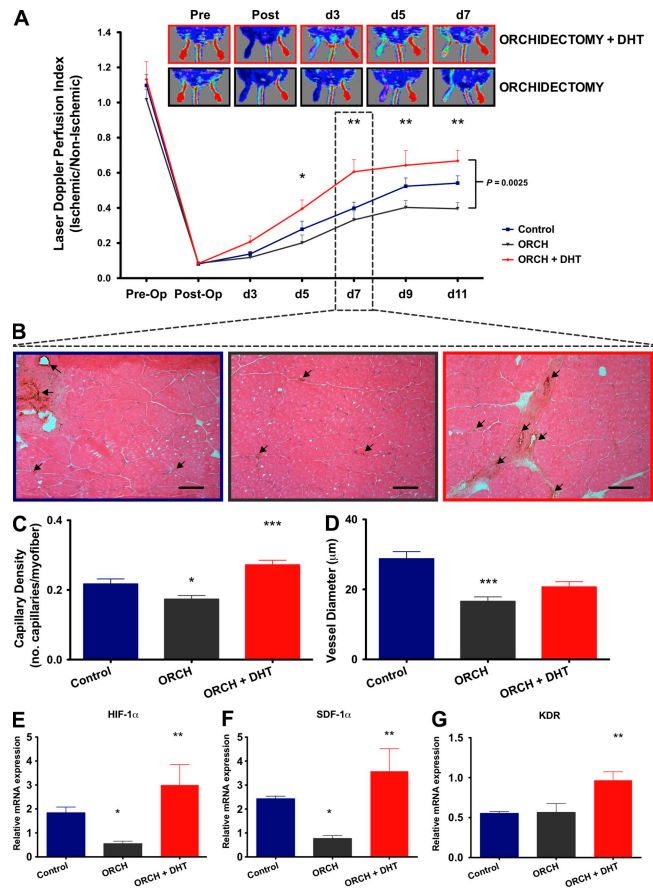 A
Pre Post d3 d5 d7
ORCHIDECTOMY + DHT
ORCHIDECTOMY
Laser Doppler Perfusion Index
(Ischemic/Non-Ischemic)
1.4
1.2
1.0
0.8
0.6
0.4
0.2
0
* ** ** **
P = 0.0025
Control
ORCH
ORCH + DHT
Pre-Op Post-Op d3 d5 d7 d9 d11
B
C
Capillary Density
(no. capillaries/myofiber)
0.4
0.2
0.0
* ***
Control ORCH ORCH + DHT
D
Vessel Diameter (μm)
40
20
0
***
Control ORCH ORCH + DHT
E
HIF-1α
Relative mRNA expression
5
4
3
2
1
0
* **
Control ORCH ORCH + DHT
F
SDF-1α
Relative mRNA expression
5
4
3
2
1
0
* **
Control ORCH ORCH + DHT
G
KDR
Relative mRNA expression
1.5
1.0
0.5
0.0
**
Control ORCH ORCH + DHT